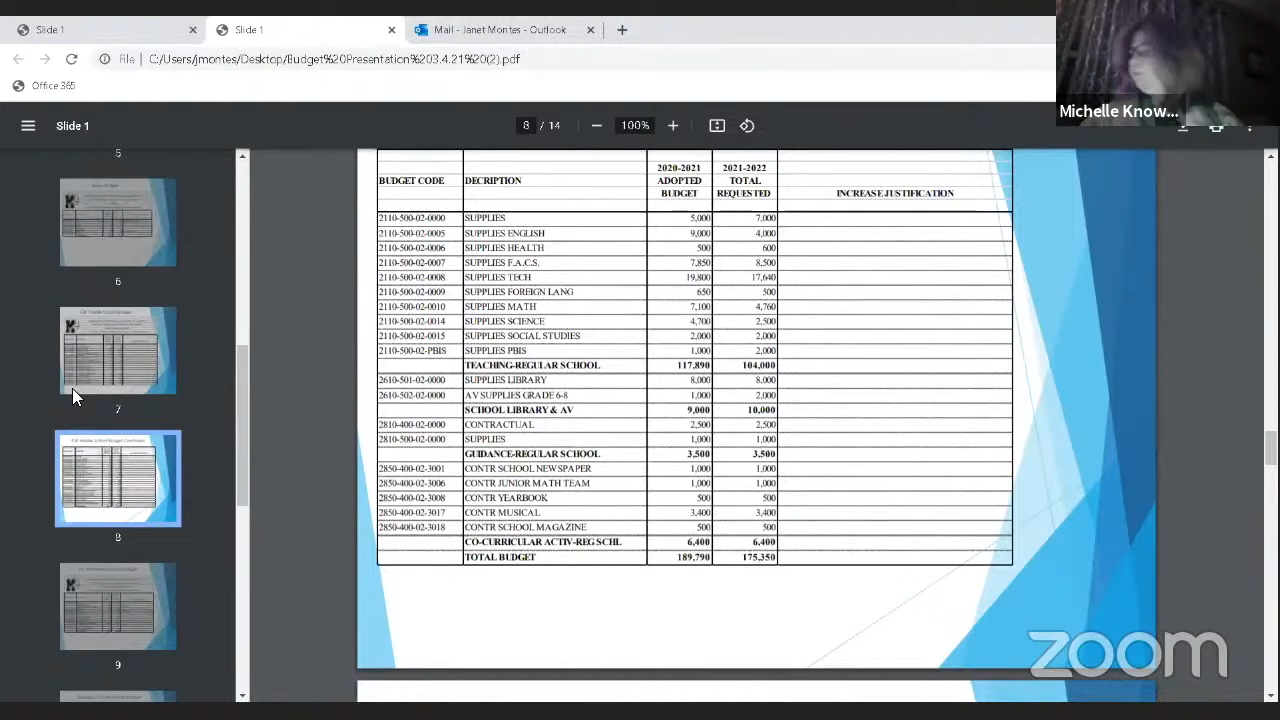 Slide 1
Slide 1
Mail - Janet Montes - Outlook
File | C:/Users/jmontes/Desktop/Budget%20Presentation%203.4.21%20(2).pdf
Office 365
Michelle Know...
Slide 1
8 / 14
100%
5
6
7
8
9
BUDGET CODE DECRIPTION 2020-2021 ADOPTED BUDGET 2021-2022 TOTAL REQUESTED INCREASE JUSTIFICATION
2110-500-02-0000 SUPPLIES 5,000 7,000
2110-500-02-0005 SUPPLIES ENGLISH 9,000 4,000
2110-500-02-0006 SUPPLIES HEALTH 500 600
2110-500-02-0007 SUPPLIES F.A.C.S. 7,850 8,500
2110-500-02-0008 SUPPLIES TECH 19,800 17,640
2110-500-02-0009 SUPPLIES FOREIGN LANG 650 500
2110-500-02-0010 SUPPLIES MATH 7,100 4,760
2110-500-02-0014 SUPPLIES SCIENCE 4,700 2,500
2110-500-02-0015 SUPPLIES SOCIAL STUDIES 2,000 2,000
2110-500-02-PBIS SUPPLIES PBIS 1,000 2,000
TEACHING-REGULAR SCHOOL 117,890 104,000
2610-501-02-0000 SUPPLIES LIBRARY 8,000 8,000
2610-502-02-0000 AV SUPPLIES GRADE 6-8 1,000 2,000
SCHOOL LIBRARY & AV 9,000 10,000
2810-400-02-0000 CONTRACTUAL 2,500 2,500
2810-500-02-0000 SUPPLIES 1,000 1,000
GUIDANCE-REGULAR SCHOOL 3,500 3,500
2850-400-02-3001 CONTR SCHOOL NEWSPAPER 1,000 1,000
2850-400-02-3006 CONTR JUNIOR MATH TEAM 1,000 1,000
2850-400-02-3008 CONTR YEARBOOK 500 500
2850-400-02-3017 CONTR MUSICAL 3,400 3,400
2850-400-02-3018 CONTR SCHOOL MAGAZINE 500 500
CO-CURRICULAR ACTIV-REG SCHL 6,400 6,400
TOTAL BUDGET 189,790 175,350
zoom